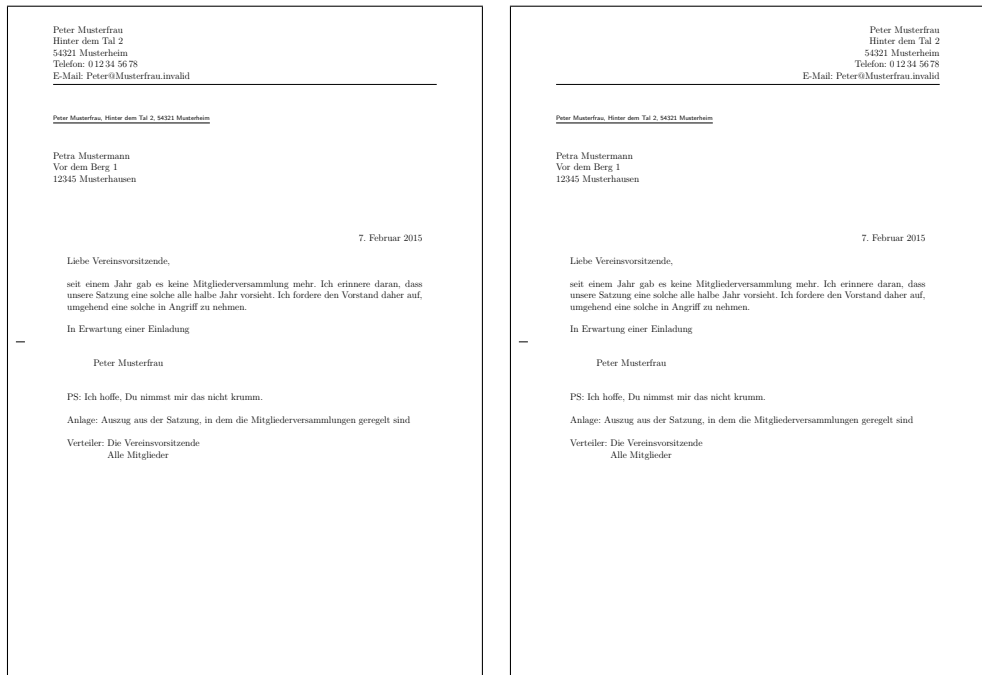 Peter Musterfrau
Hinter dem Tal 2
54321 Musterheim
Telefon: 0 12 34 56 78
E-Mail: Peter@Musterfrau.invalid
Peter Musterfrau, Hinter dem Tal 2, 54321 Musterheim
Petra Mustermann
Vor dem Berg 1
12345 Musterhausen
7. Februar 2015
Liebe Vereinsvorsitzende,
seit einem Jahr gab es keine Mitgliederversammlung mehr. Ich erinnere daran, dass
unsere Satzung eine solche alle halbe Jahr vorsieht. Ich fordere den Vorstand daher auf,
umgehend eine solche in Angriff zu nehmen.
In Erwartung einer Einladung
Peter Musterfrau
PS: Ich hoffe, Du nimmst mir das nicht krumm.
Anlage: Auszug aus der Satzung, in dem die Mitgliederversammlungen geregelt sind
Verteiler: Die Vereinsvorsitzende
Alle Mitglieder
Peter Musterfrau
Hinter dem Tal 2
54321 Musterheim
Telefon: 0 12 34 56 78
E-Mail: Peter@Musterfrau.invalid
Peter Musterfrau, Hinter dem Tal 2, 54321 Musterheim
Petra Mustermann
Vor dem Berg 1
12345 Musterhausen
7. Februar 2015
Liebe Vereinsvorsitzende,
seit einem Jahr gab es keine Mitgliederversammlung mehr. Ich erinnere daran, dass
unsere Satzung eine solche alle halbe Jahr vorsieht. Ich fordere den Vorstand daher auf,
umgehend eine solche in Angriff zu nehmen.
In Erwartung einer Einladung
Peter Musterfrau
PS: Ich hoffe, Du nimmst mir das nicht krumm.
Anlage: Auszug aus der Satzung, in dem die Mitgliederversammlungen geregelt sind
Verteiler: Die Vereinsvorsitzende
Alle Mitglieder